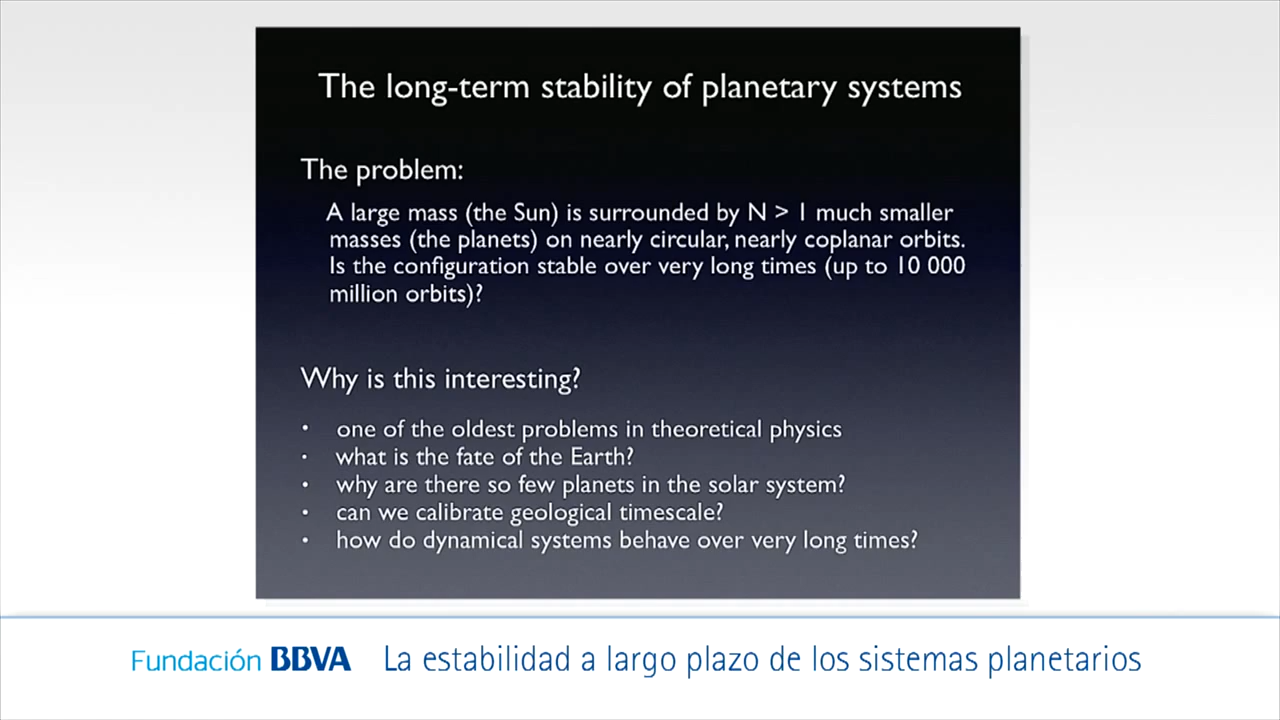 The long-term stability of planetary systems
The problem:
A large mass (the Sun) is surrounded by N > 1 much smaller
masses (the planets) on nearly circular, nearly coplanar orbits.
Is the configuration stable over very long times (up to 10 000
million orbits)?
Why is this interesting?
• one of the oldest problems in theoretical physics
• what is the fate of the Earth?
• why are there so few planets in the solar system?
• can we calibrate geological timescale?
• how do dynamical systems behave over very long times?
Fundación BBVA La estabilidad a largo plazo de los sistemas planetarios